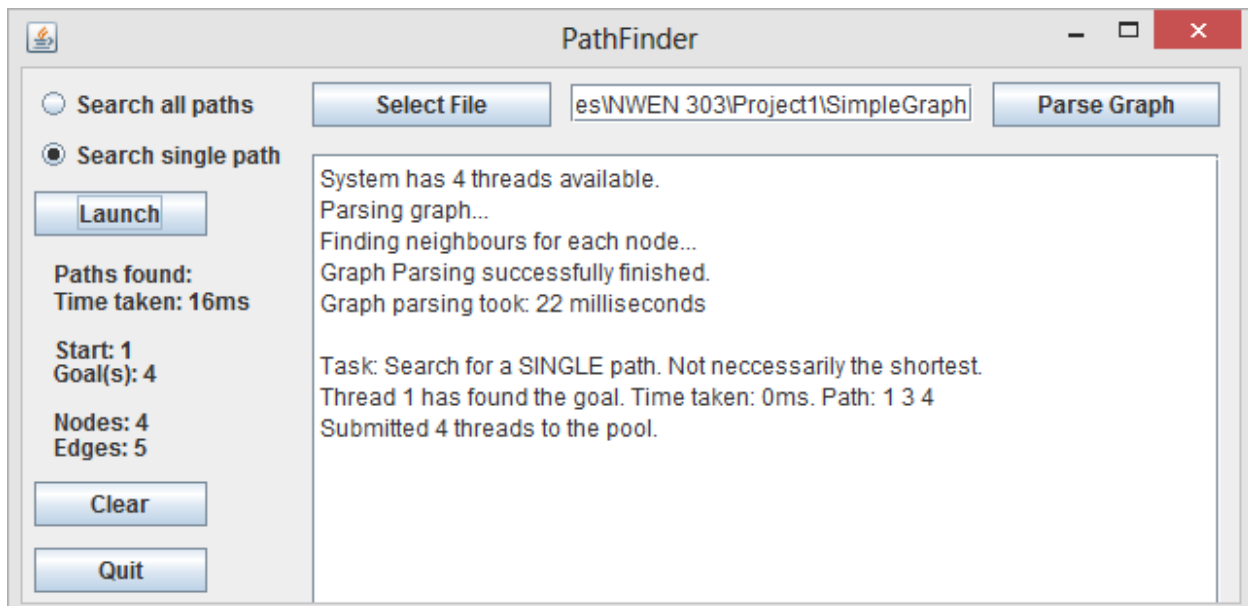 PathFinder
Search all paths
Search single path
Launch
Paths found:
Time taken: 16ms
Start: 1
Goal(s): 4
Nodes: 4
Edges: 5
Clear
Quit
Select File
es\NWEN 303\Project1\SimpleGraph
Parse Graph
System has 4 threads available.
Parsing graph...
Finding neighbours for each node...
Graph Parsing successfully finished.
Graph parsing took: 22 milliseconds
Task: Search for a SINGLE path. Not neccessarily the shortest.
Thread 1 has found the goal. Time taken: 0ms. Path: 1 3 4
Submitted 4 threads to the pool.